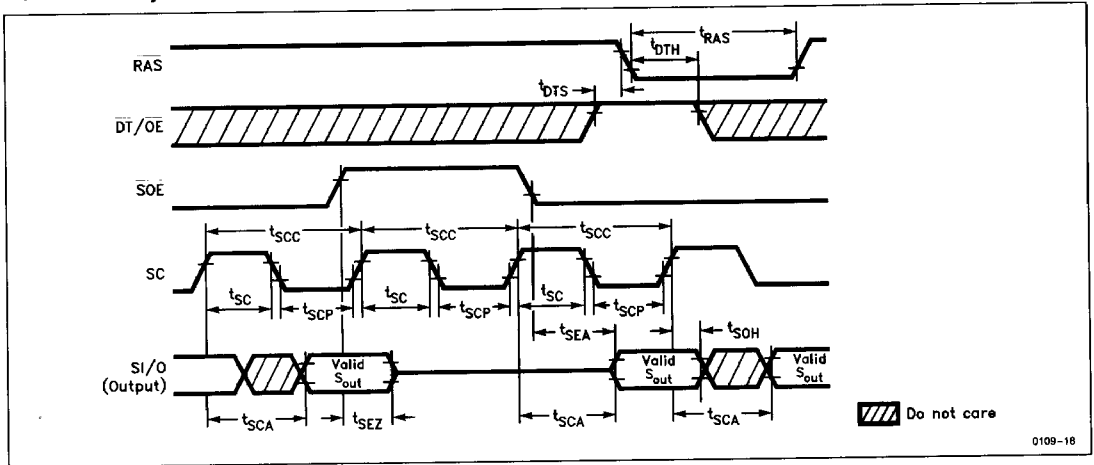 RAS
tRAS
tDTH
tDTS
DT/OE
SOE
tSCC tSCC tSCC
SC
tSC tSCP tSC tSCP tSC tSCP
tSEA tSOH
SI/O
(Output)
Valid
Sout
Valid
Sout
Valid
Sout
tSCA tSEZ tSCA tSCA
Do not care
0109-18